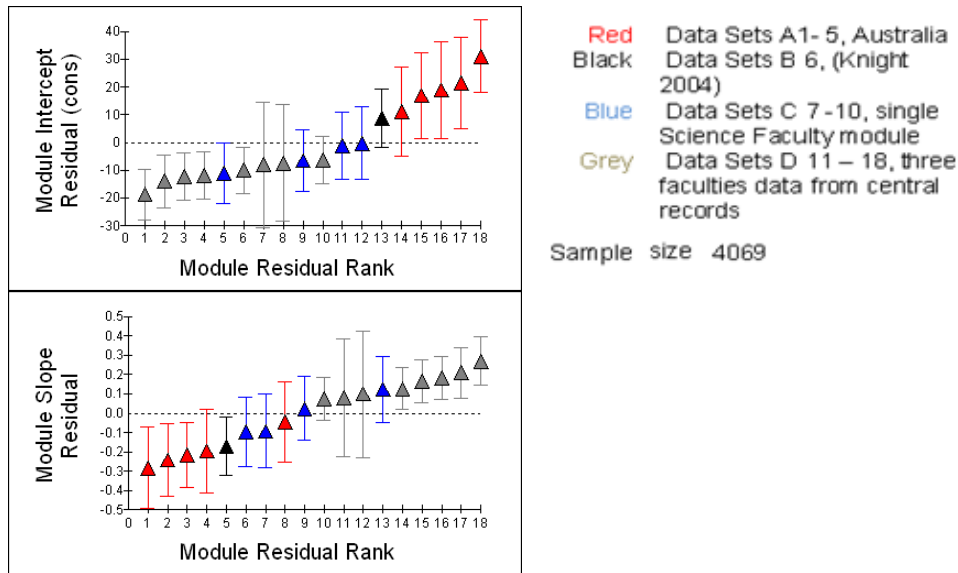 40
30
20
10
0
-10
-20
-30
0 1 2 3 4 5 6 7 8 9 10 11 12 13 14 15 16 17 18
Module Intercept
Residual (cons)
Module Residual Rank
0.5
0.4
0.3
0.2
0.1
0.0
-0.1
-0.2
-0.3
-0.4
-0.5
0 1 2 3 4 5 6 7 8 9 10 11 12 13 14 15 16 17 18
Module Slope
Residual
Module Residual Rank
Red Data Sets A1- 5, Australia
Black Data Sets B 6, (Knight
2004)
Blue Data Sets C 7 -10, single
Science Faculty module
Grey Data Sets D 11 – 18, three
faculties data from central
records
Sample size 4069